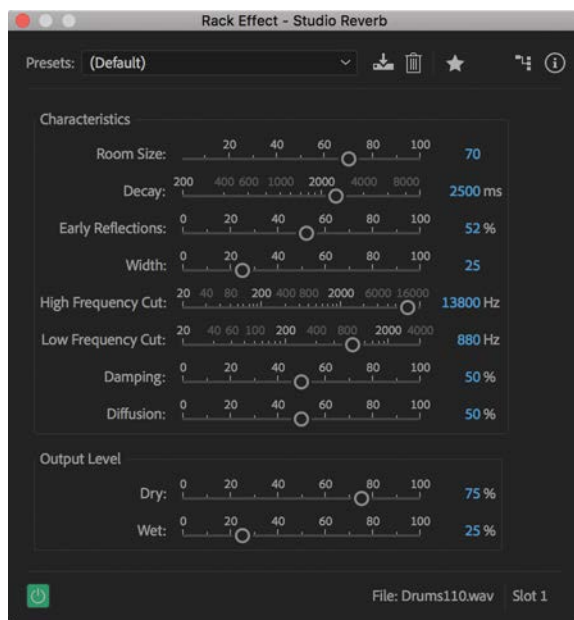 Rack Effect - Studio Reverb
Presets: (Default)
Characteristics
20 40 60 80 100
Room Size: 70
200 400 600 1000 2000 4000 8000
Decay: 2500 ms
0 20 40 60 80 100
Early Reflections: 52 %
0 20 40 60 80 100
Width: 25
20 40 80 200 400 800 2000 6000 16000
High Frequency Cut: 13800 Hz
20 40 60 100 200 400 800 2000 4000
Low Frequency Cut: 880 Hz
0 20 40 60 80 100
Damping: 50 %
0 20 40 60 80 100
Diffusion: 50 %
Output Level
0 20 40 60 80 100
Dry: 75 %
0 20 40 60 80 100
Wet: 25 %
File: Drums110.wav Slot 1